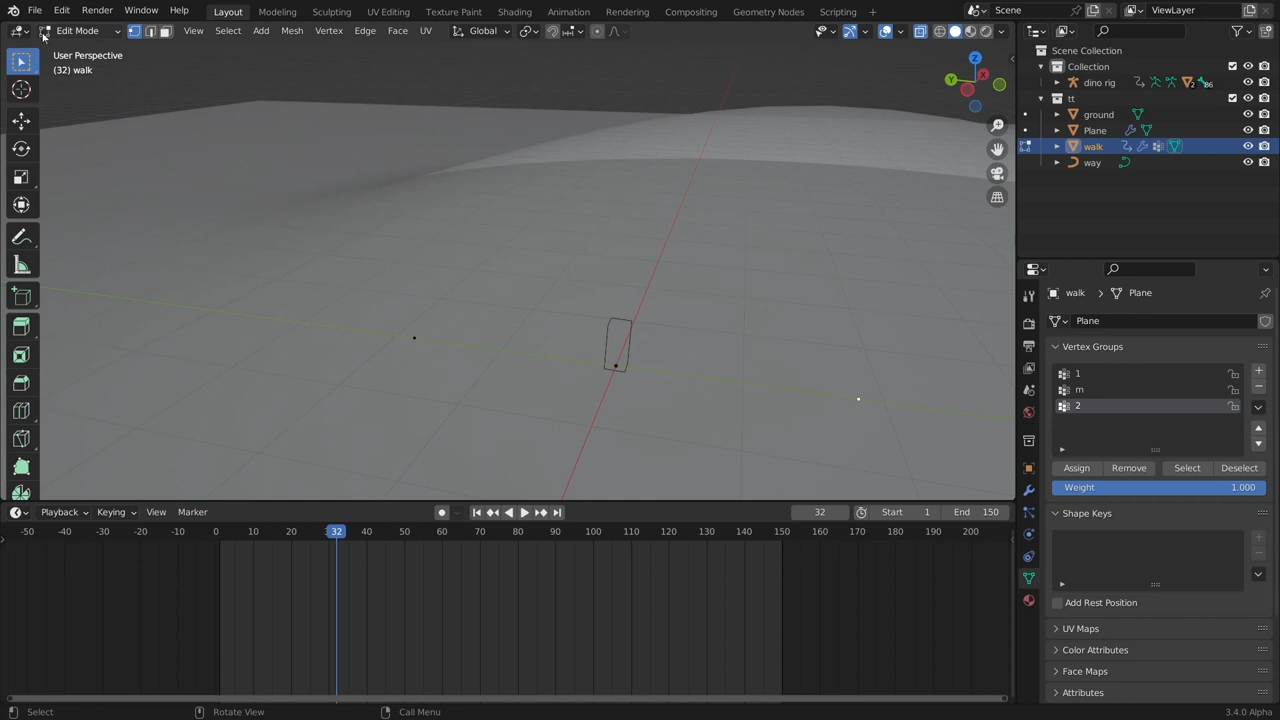 File Edit Render Window Help Layout Modeling Sculpting UV Editing Texture Paint Shading Animation Rendering Compositing Geometry Nodes Scripting + Scene ViewLayer
Edit Mode View Select Add Mesh Vertex Edge Face UV Global
User Perspective
(32) walk
Z
Y
X
Scene Collection
Collection
dino rig 2 86
tt
ground
Plane
walk
way
walk > Plane
Plane
Vertex Groups
1
m
2
Assign Remove Select Deselect
Weight 1.000
Shape Keys
Add Rest Position
UV Maps
Color Attributes
Face Maps
Attributes
Playback Keying View Marker 32 Start 1 End 150
-50 -40 -30 -20 -10 0 10 20 32 40 50 60 70 80 90 100 110 120 130 140 150 160 170 180 190 200
Select Rotate View Call Menu 3.4.0 Alpha